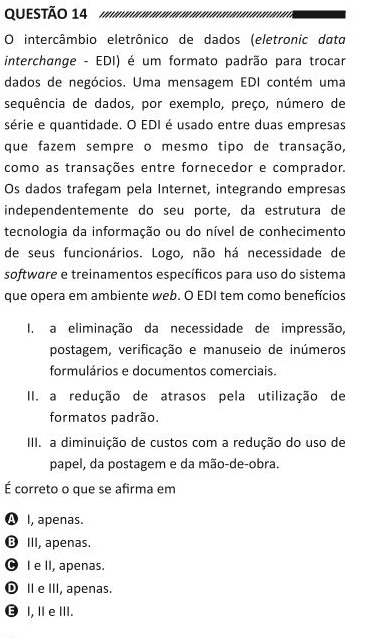 QUESTÃO 14
O intercâmbio eletrônico de dados (eletronic data
interchange - EDI) é um formato padrão para trocar
dados de negócios. Uma mensagem EDI contém uma
sequência de dados, por exemplo, preço, número de
série e quantidade. O EDI é usado entre duas empresas
que fazem sempre o mesmo tipo de transação,
como as transações entre fornecedor e comprador.
Os dados trafegam pela Internet, integrando empresas
independentemente do seu porte, da estrutura de
tecnologia da informação ou do nível de conhecimento
de seus funcionários. Logo, não há necessidade de
software e treinamentos específicos para uso do sistema
que opera em ambiente web. O EDI tem como benefícios
I. a eliminação da necessidade de impressão,
postagem, verificação e manuseio de inúmeros
formulários e documentos comerciais.
II. a redução de atrasos pela utilização de
formatos padrão.
III. a diminuição de custos com a redução do uso de
papel, da postagem e da mão-de-obra.
É correto o que se afirma em
A I, apenas.
B III, apenas.
C I e II, apenas.
D II e III, apenas.
E I, II e III.